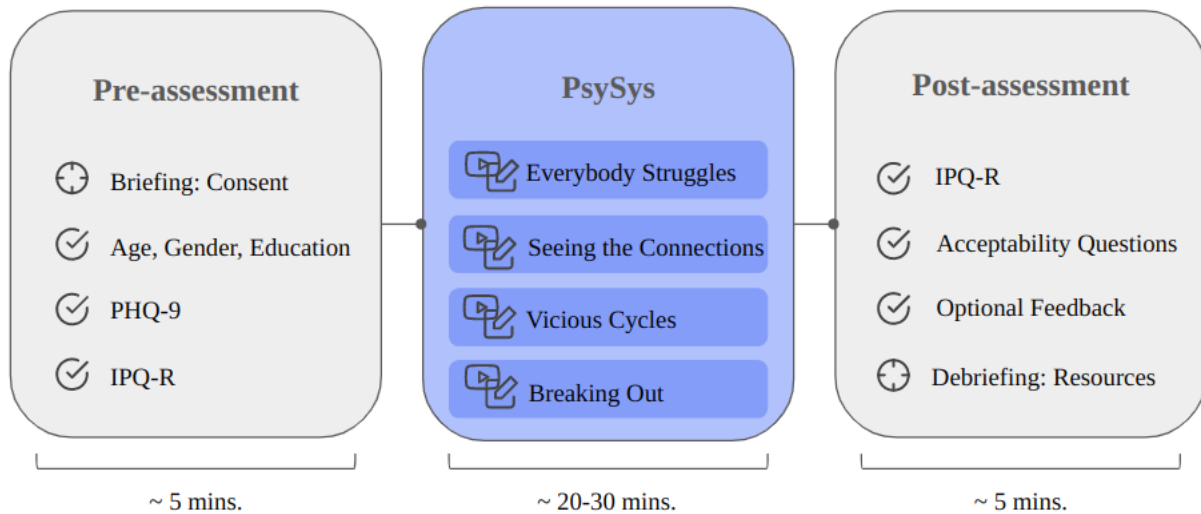 Pre-assessment
Briefing: Consent
Age, Gender, Education
PHQ-9
IPQ-R
~ 5 mins.
PsySys
Everybody Struggles
Seeing the Connections
Vicious Cycles
Breaking Out
~ 20-30 mins.
Post-assessment
IPQ-R
Acceptability Questions
Optional Feedback
Debriefing: Resources
~ 5 mins.